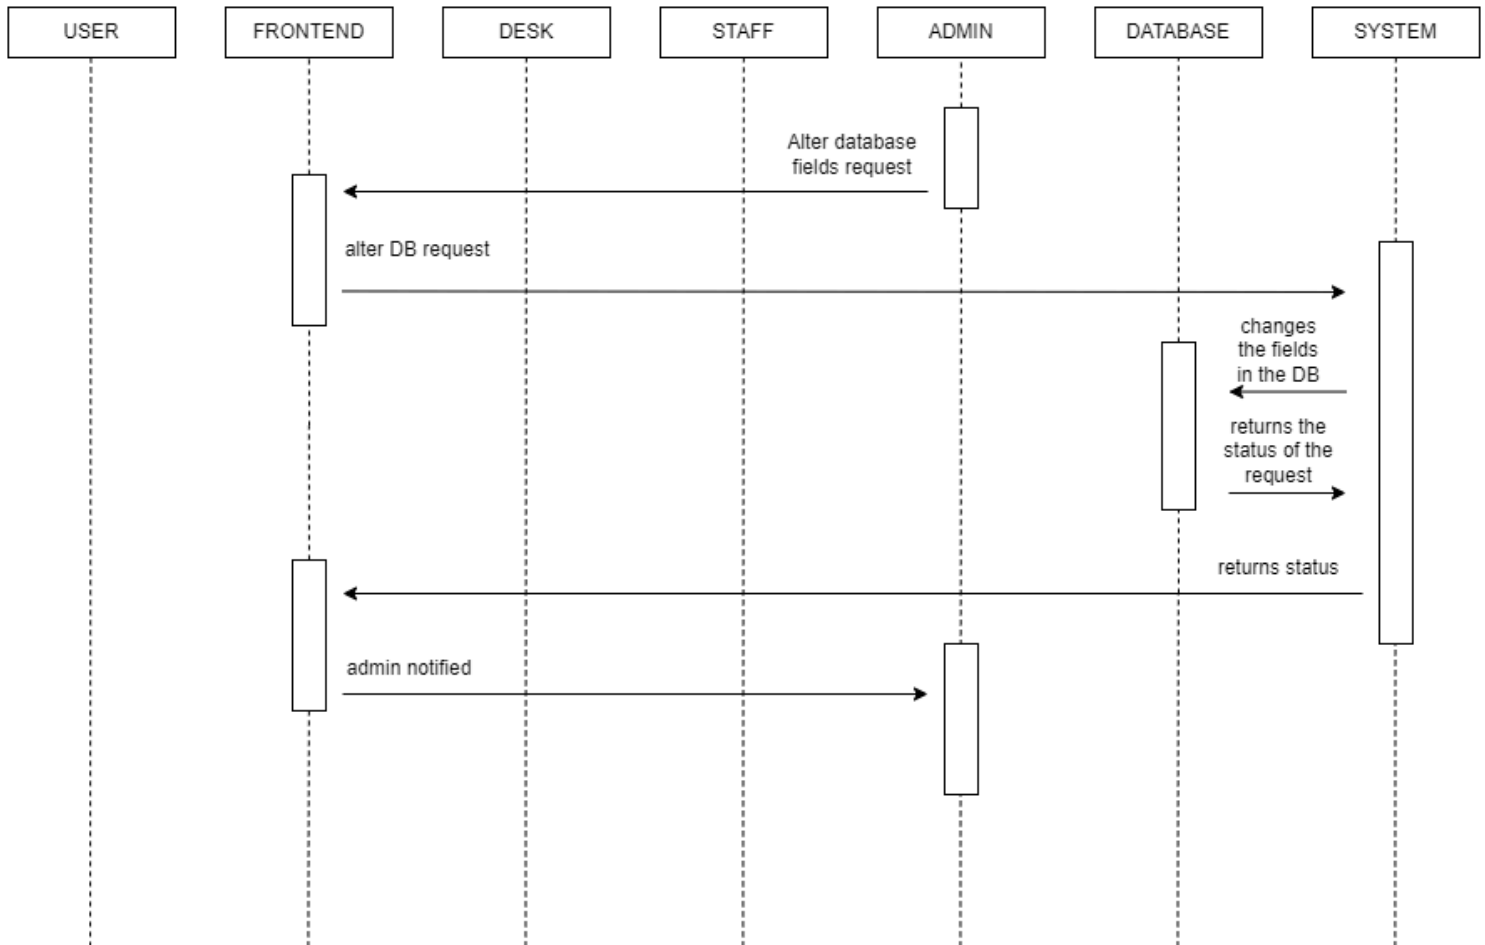 USER
FRONTEND
DESK
STAFF
ADMIN
DATABASE
SYSTEM
Alter database
fields request
alter DB request
changes
the fields
in the DB
returns the
status of the
request
returns status
admin notified